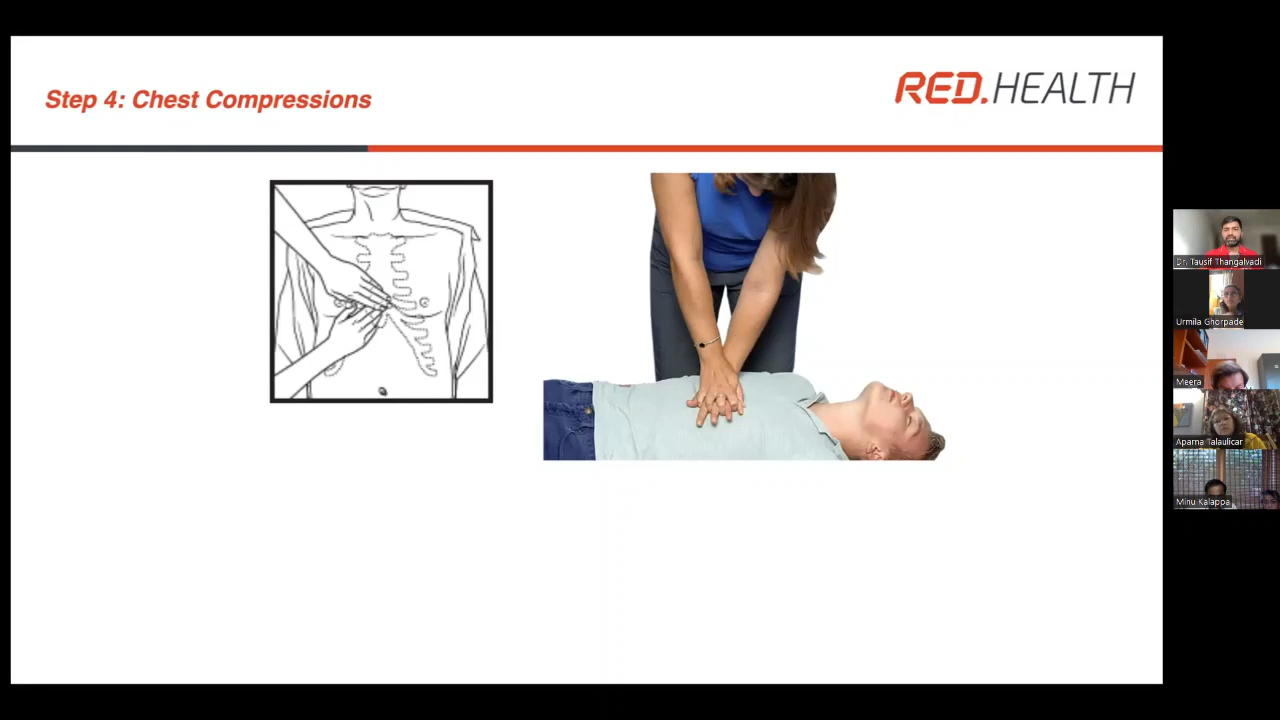 Step 4: Chest Compressions
RED.HEALTH
Dr. Tausif Thangalvadi
Urmila Ghorpade
Meera
Aparna Talaulicar
Minu Kalappa